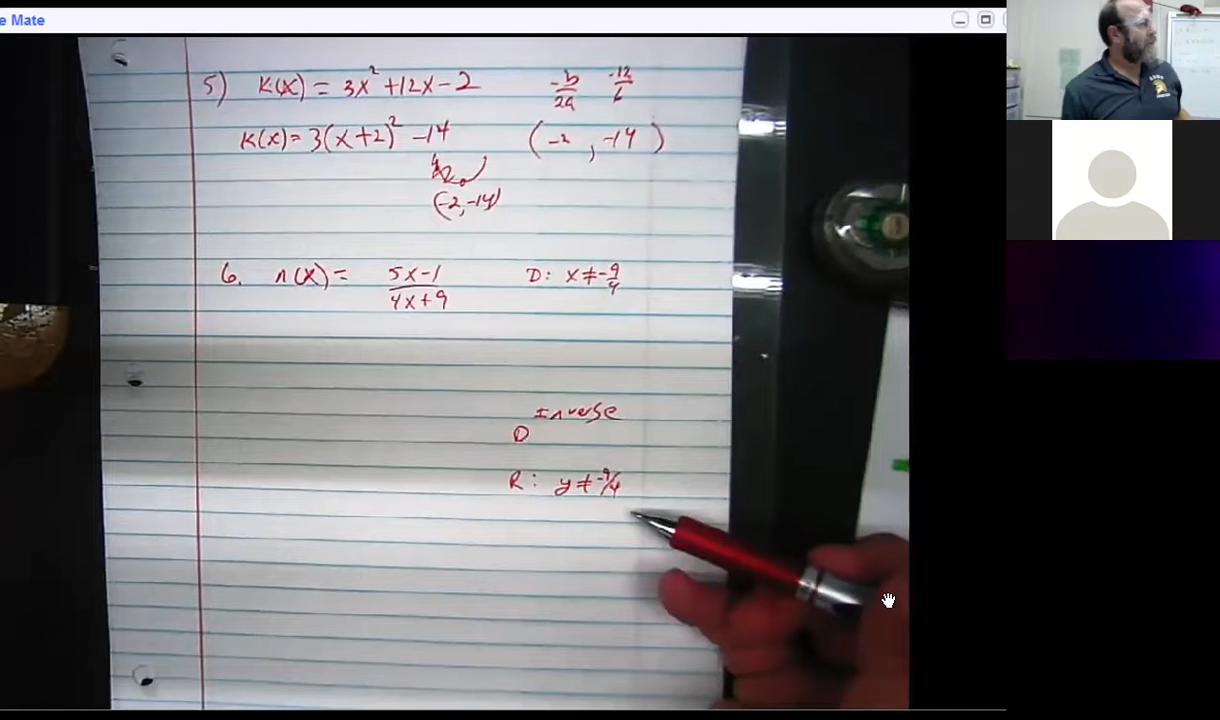 e Mate
5) K(x) = 3x² + 12x - 2 -b/2a -12/6
K(x) = 3(x+2)² - 14 (-2, -14)
(-2, -14)
6. n(x) = 5x-1/4x+9 D: x ≠ -9/4
Inverse
D
R: y ≠ -9/4